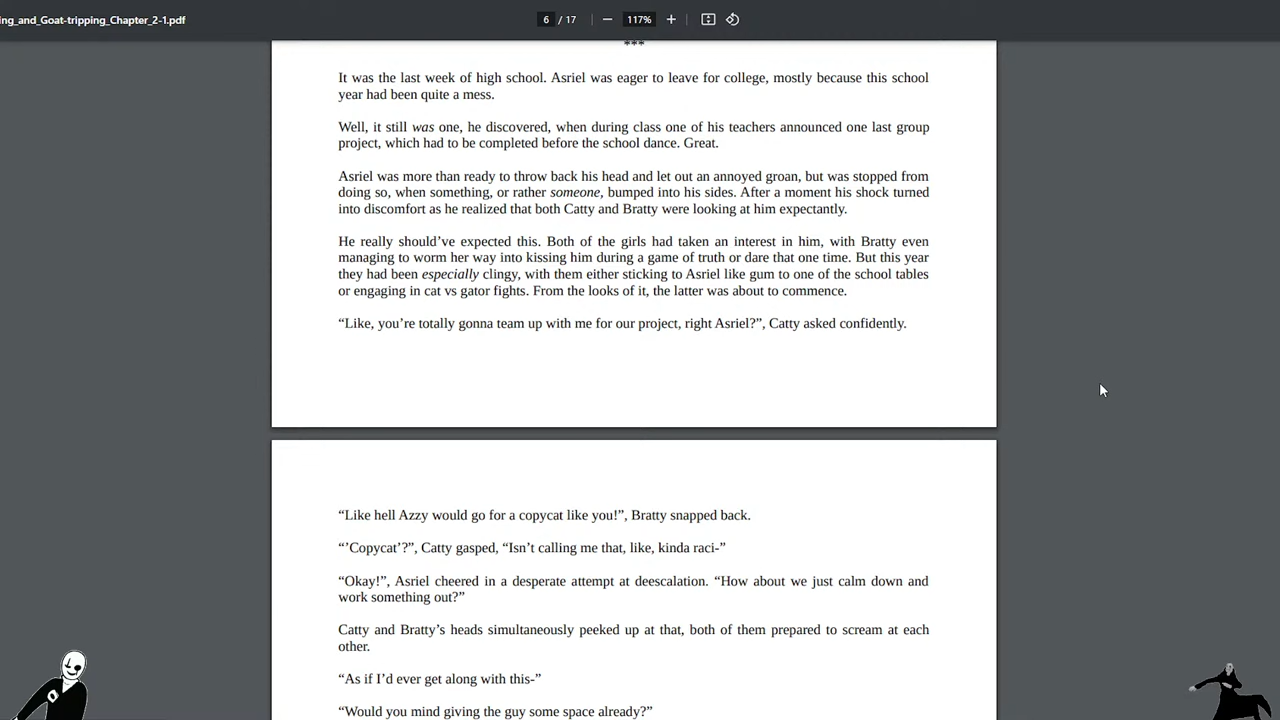 ing_and_Goat-tripping_Chapter_2-1.pdf
6 / 17
117%
***
It was the last week of high school. Asriel was eager to leave for college, mostly because this school
year had been quite a mess.
Well, it still was one, he discovered, when during class one of his teachers announced one last group
project, which had to be completed before the school dance. Great.
Asriel was more than ready to throw back his head and let out an annoyed groan, but was stopped from
doing so, when something, or rather someone, bumped into his sides. After a moment his shock turned
into discomfort as he realized that both Catty and Bratty were looking at him expectantly.
He really should’ve expected this. Both of the girls had taken an interest in him, with Bratty even
managing to worm her way into kissing him during a game of truth or dare that one time. But this year
they had been especially clingy, with them either sticking to Asriel like gum to one of the school tables
or engaging in cat vs gator fights. From the looks of it, the latter was about to commence.
“Like, you’re totally gonna team up with me for our project, right Asriel?”, Catty asked confidently.
“Like hell Azzy would go for a copycat like you!”, Bratty snapped back.
“’Copycat’?”, Catty gasped, “Isn’t calling me that, like, kinda raci-”
“Okay!”, Asriel cheered in a desperate attempt at deescalation. “How about we just calm down and
work something out?”
Catty and Bratty’s heads simultaneously peeked up at that, both of them prepared to scream at each
other.
“As if I’d ever get along with this-”
“Would you mind giving the guy some space already?”